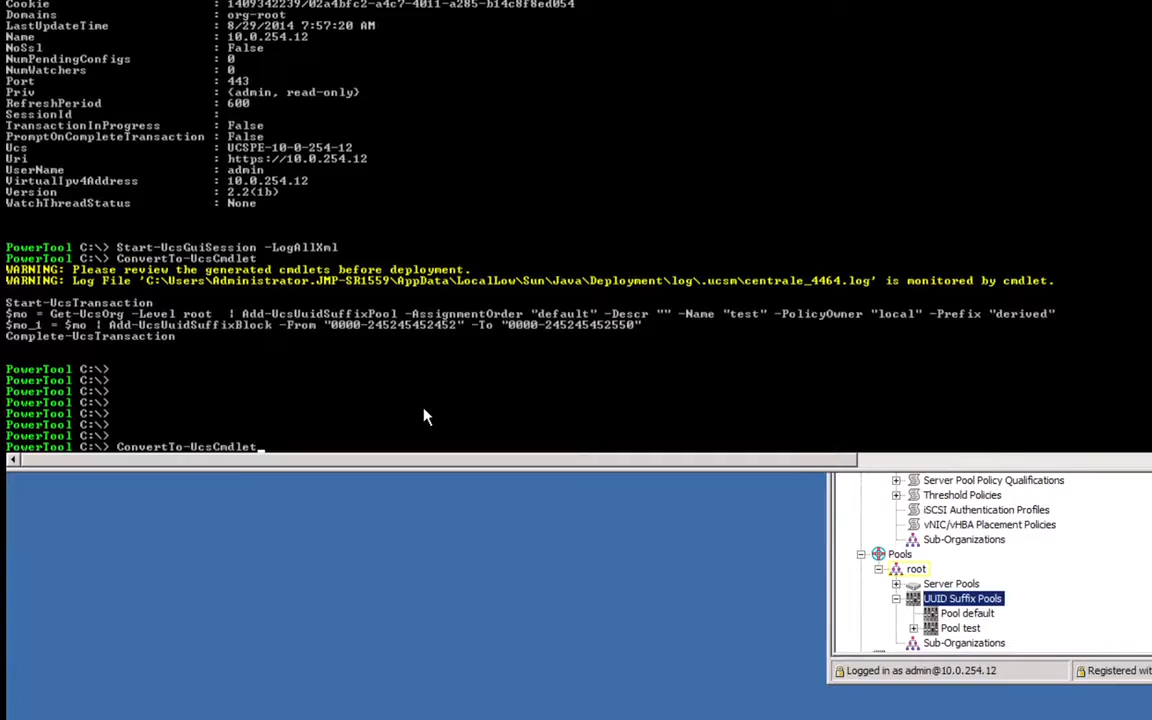 Cookie : 1409342239/02a4bfc2-a4c7-4011-a285-b14c8f8ed054
Domains : org-root
LastUpdateTime : 8/29/2014 7:57:20 AM
Name : 10.0.254.12
NoSsl : False
NumPendingConfigs : 0
NumWatchers : 0
Port : 443
Priv : {admin, read-only}
RefreshPeriod : 600
SessionId :
TransactionInProgress : False
PromptOnCompleteTransaction : False
Ucs : UCSPE-10-0-254-12
Uri : https://10.0.254.12
UserName : admin
VirtualIpv4Address : 10.0.254.12
Version : 2.2(1b)
WatchThreadStatus : None
PowerTool C:\> Start-UcsGuiSession -LogAllXml
PowerTool C:\> ConvertTo-UcsCmdlet
WARNING: Please review the generated cmdlets before deployment.
WARNING: Log File 'C:\Users\Administrator.JMP-SR1559\AppData\LocalLow\Sun\Java\Deployment\log\.ucsm\centrale_4464.log' is monitored by cmdlet.
Start-UcsTransaction
$mo = Get-UcsOrg -Level root  | Add-UcsUuidSuffixPool -AssignmentOrder "default" -Descr "" -Name "test" -PolicyOwner "local" -Prefix "derived"
$mo_1 = $mo | Add-UcsUuidSuffixBlock -From "0000-245245452452" -To "0000-245245452550"
Complete-UcsTransaction
PowerTool C:\>
PowerTool C:\>
PowerTool C:\>
PowerTool C:\>
PowerTool C:\>
PowerTool C:\>
PowerTool C:\>
PowerTool C:\> ConvertTo-UcsCmdlet_
Server Pool Policy Qualifications
Threshold Policies
iSCSI Authentication Profiles
vNIC/vHBA Placement Policies
Sub-Organizations
Pools
root
Server Pools
UUID Suffix Pools
Pool default
Pool test
Sub-Organizations
Logged in as admin@10.0.254.12
Registered wit